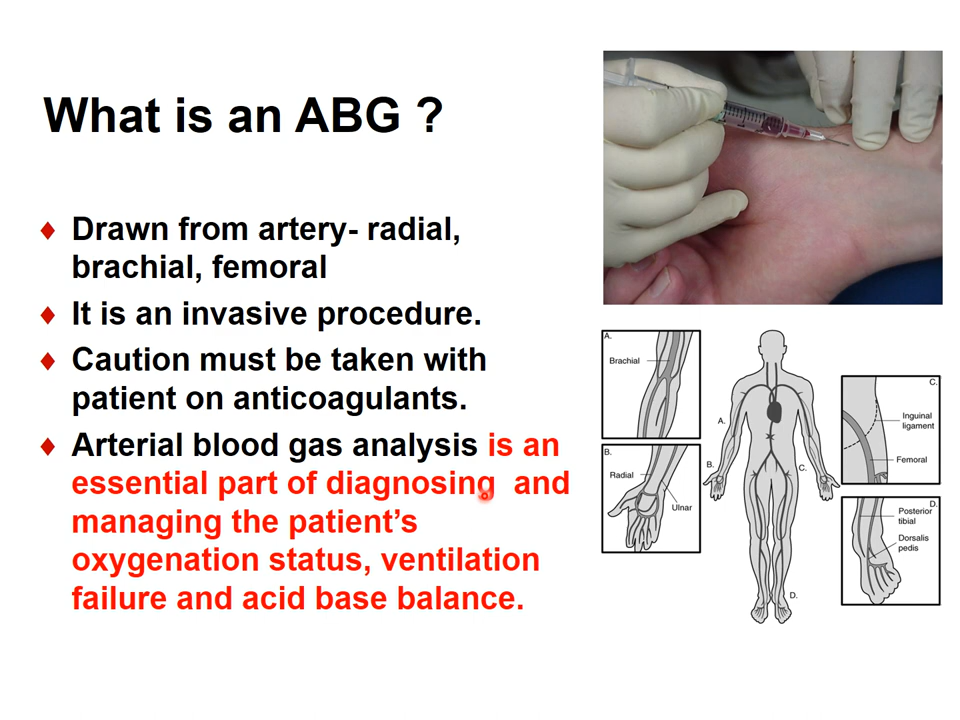 What is an ABG ?
♦ Drawn from artery- radial,
brachial, femoral
♦ It is an invasive procedure.
♦ Caution must be taken with
patient on anticoagulants.
♦ Arterial blood gas analysis is an
essential part of diagnosing and
managing the patient’s
oxygenation status, ventilation
failure and acid base balance.
A.
Brachial
B.
Radial
Ulnar
A.
B.
C.
D.
C.
Inguinal
ligament
Femoral
D.
Posterior
tibial
Dorsalis
pedis